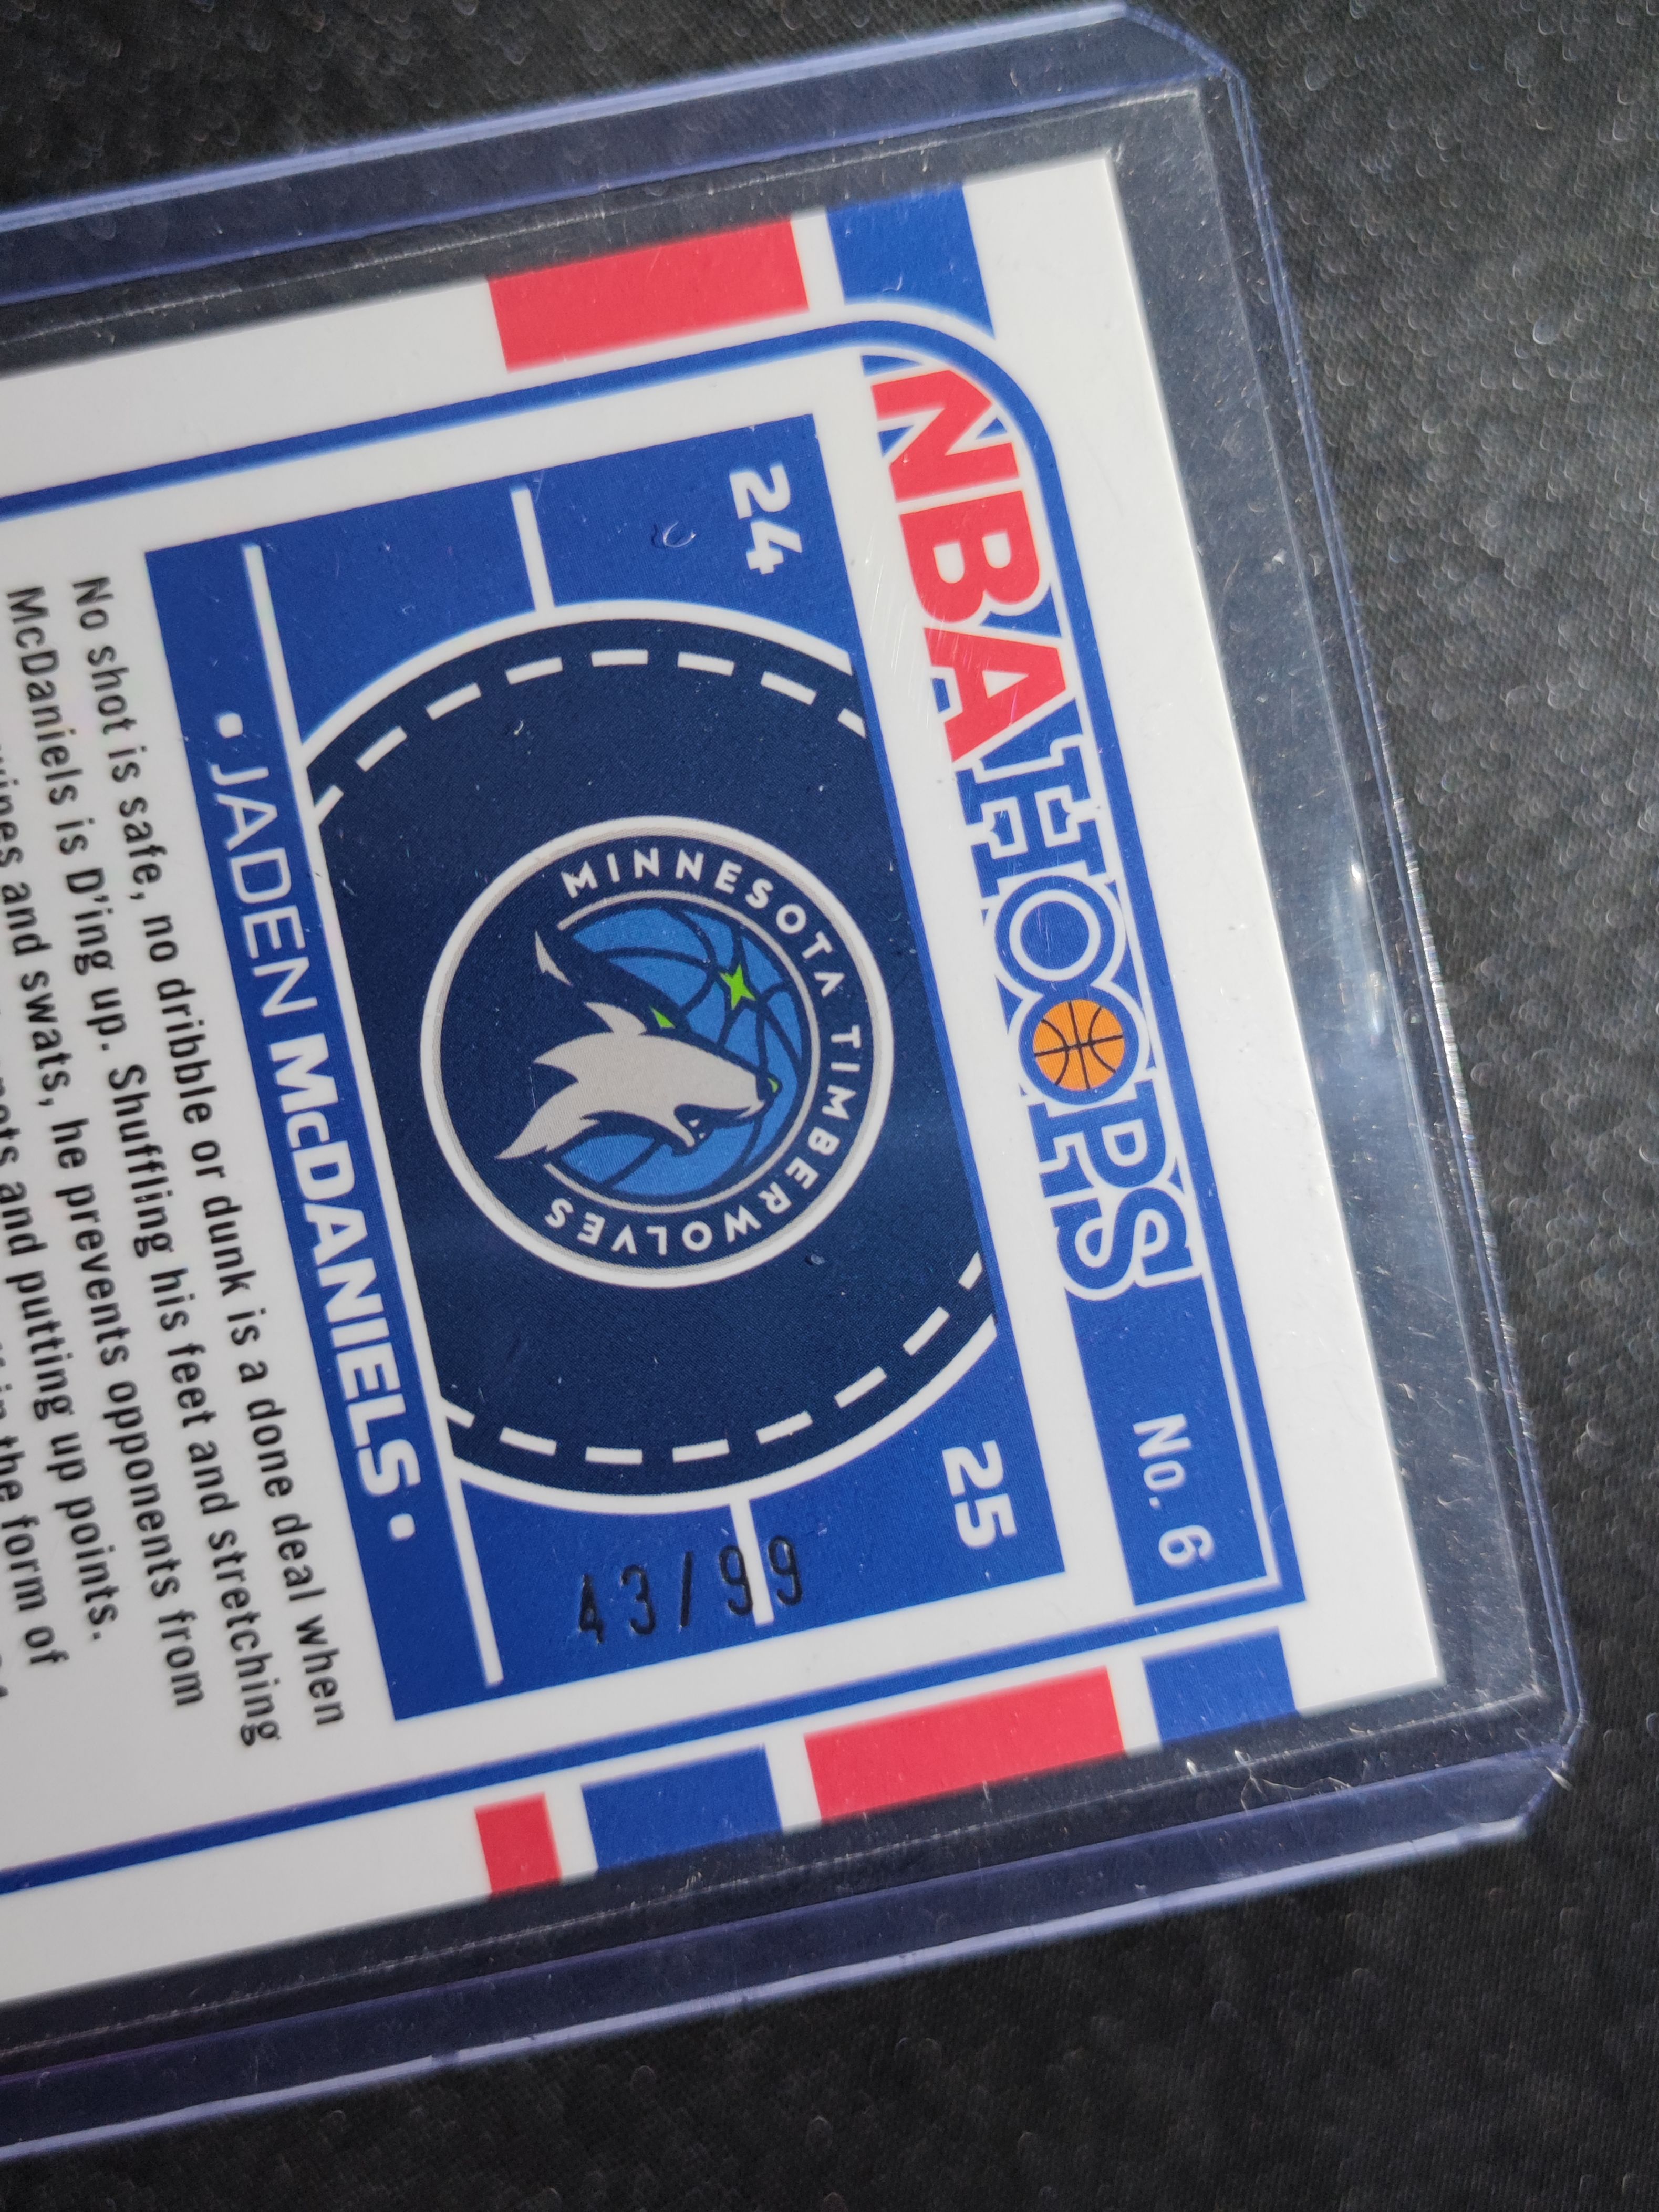 NBA HOOPS
No. 6
24
25
MINNESOTA TIMBERWOLVES
43/99
• JADEN McDANIELS •
No shot is safe, no dribble or dunk is a done deal when
McDaniels is D'ing up. Shuffling his feet and stretching
and swats, he prevents opponents from
and putting up points.
the form of